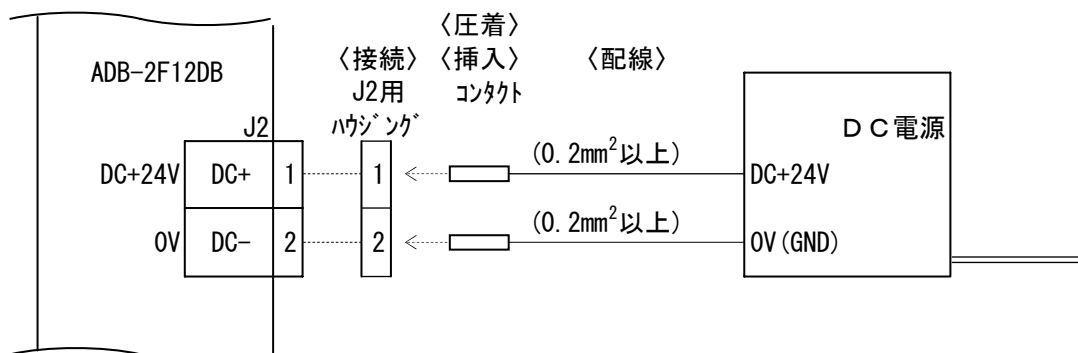 〈圧着〉
〈接続〉 〈挿入〉 〈配線〉
ADB-2F12DB J2用 ｺﾝﾀｸﾄ
ﾊｳｼﾞﾝｸﾞ
J2 ＤＣ電源
(0.2mm²以上)
DC+24V DC+ 1 1 DC+24V
(0.2mm²以上)
0V DC- 2 2 0V(GND)